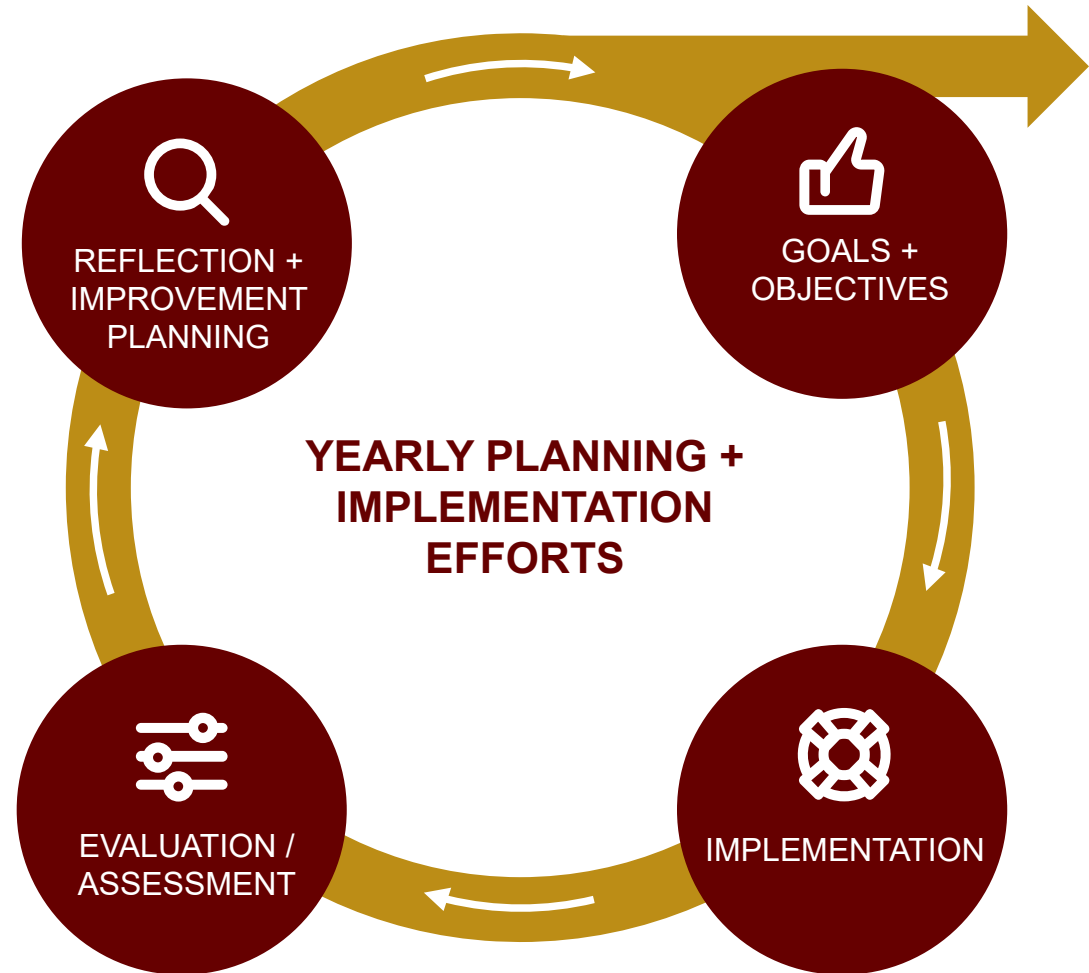 REFLECTION +
IMPROVEMENT
PLANNING
GOALS +
OBJECTIVES
YEARLY PLANNING +
IMPLEMENTATION
EFFORTS
EVALUATION /
ASSESSMENT
IMPLEMENTATION